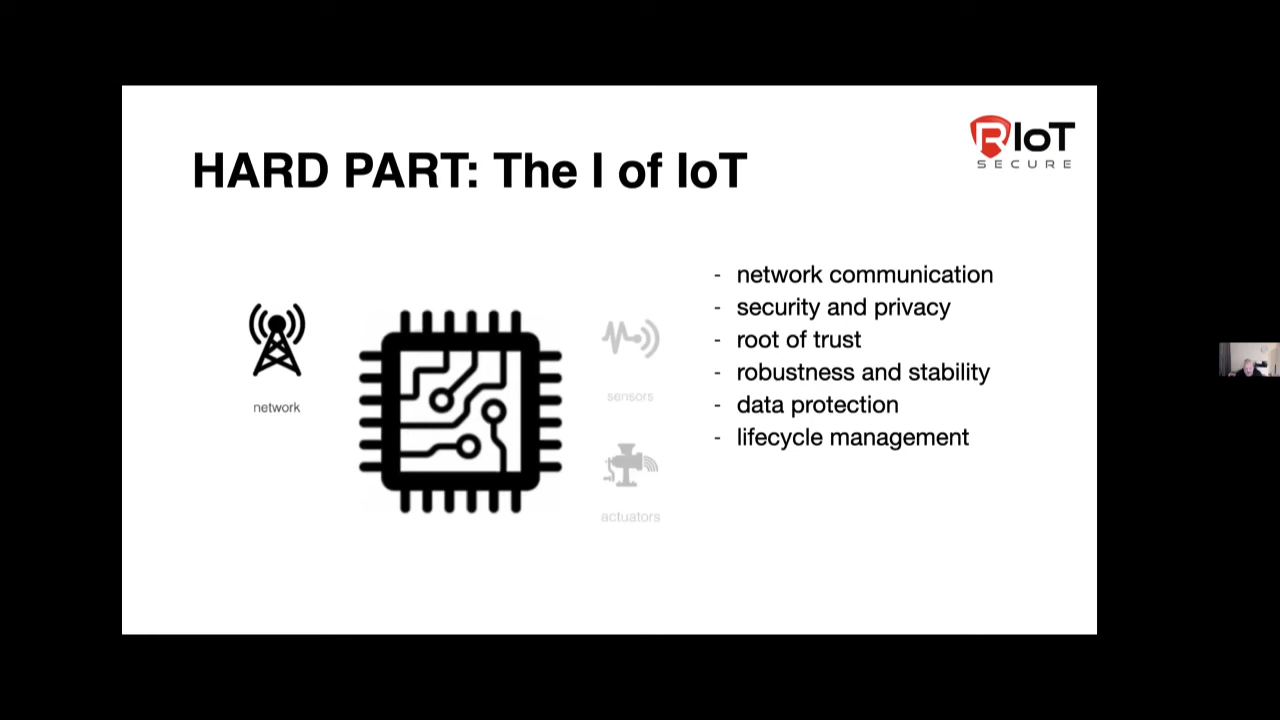 RIoT
SECURE
HARD PART: The I of IoT
network
sensors
actuators
- network communication
- security and privacy
- root of trust
- robustness and stability
- data protection
- lifecycle management